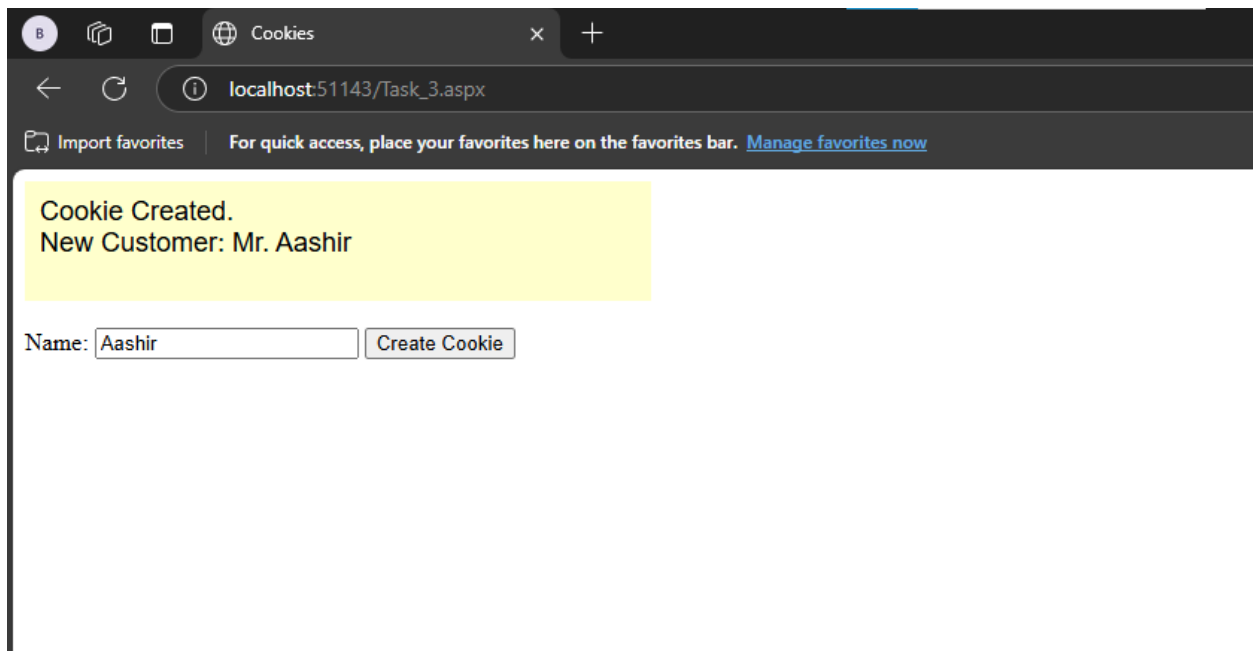 B
Cookies
localhost:51143/Task_3.aspx
Import favorites
For quick access, place your favorites here on the favorites bar. Manage favorites now
Cookie Created.
New Customer: Mr. Aashir
Name: Aashir Create Cookie